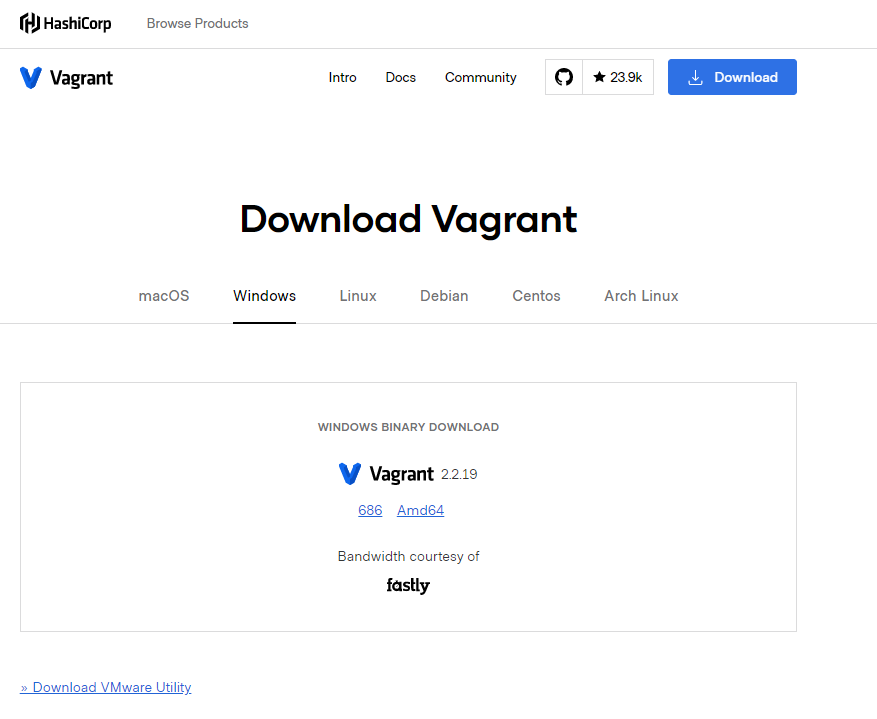 HashiCorp Browse Products
Vagrant Intro Docs Community 23.9k Download
Download Vagrant
macOS Windows Linux Debian Centos Arch Linux
WINDOWS BINARY DOWNLOAD
Vagrant 2.2.19
686 Amd64
Bandwidth courtesy of
fastly
» Download VMware Utility